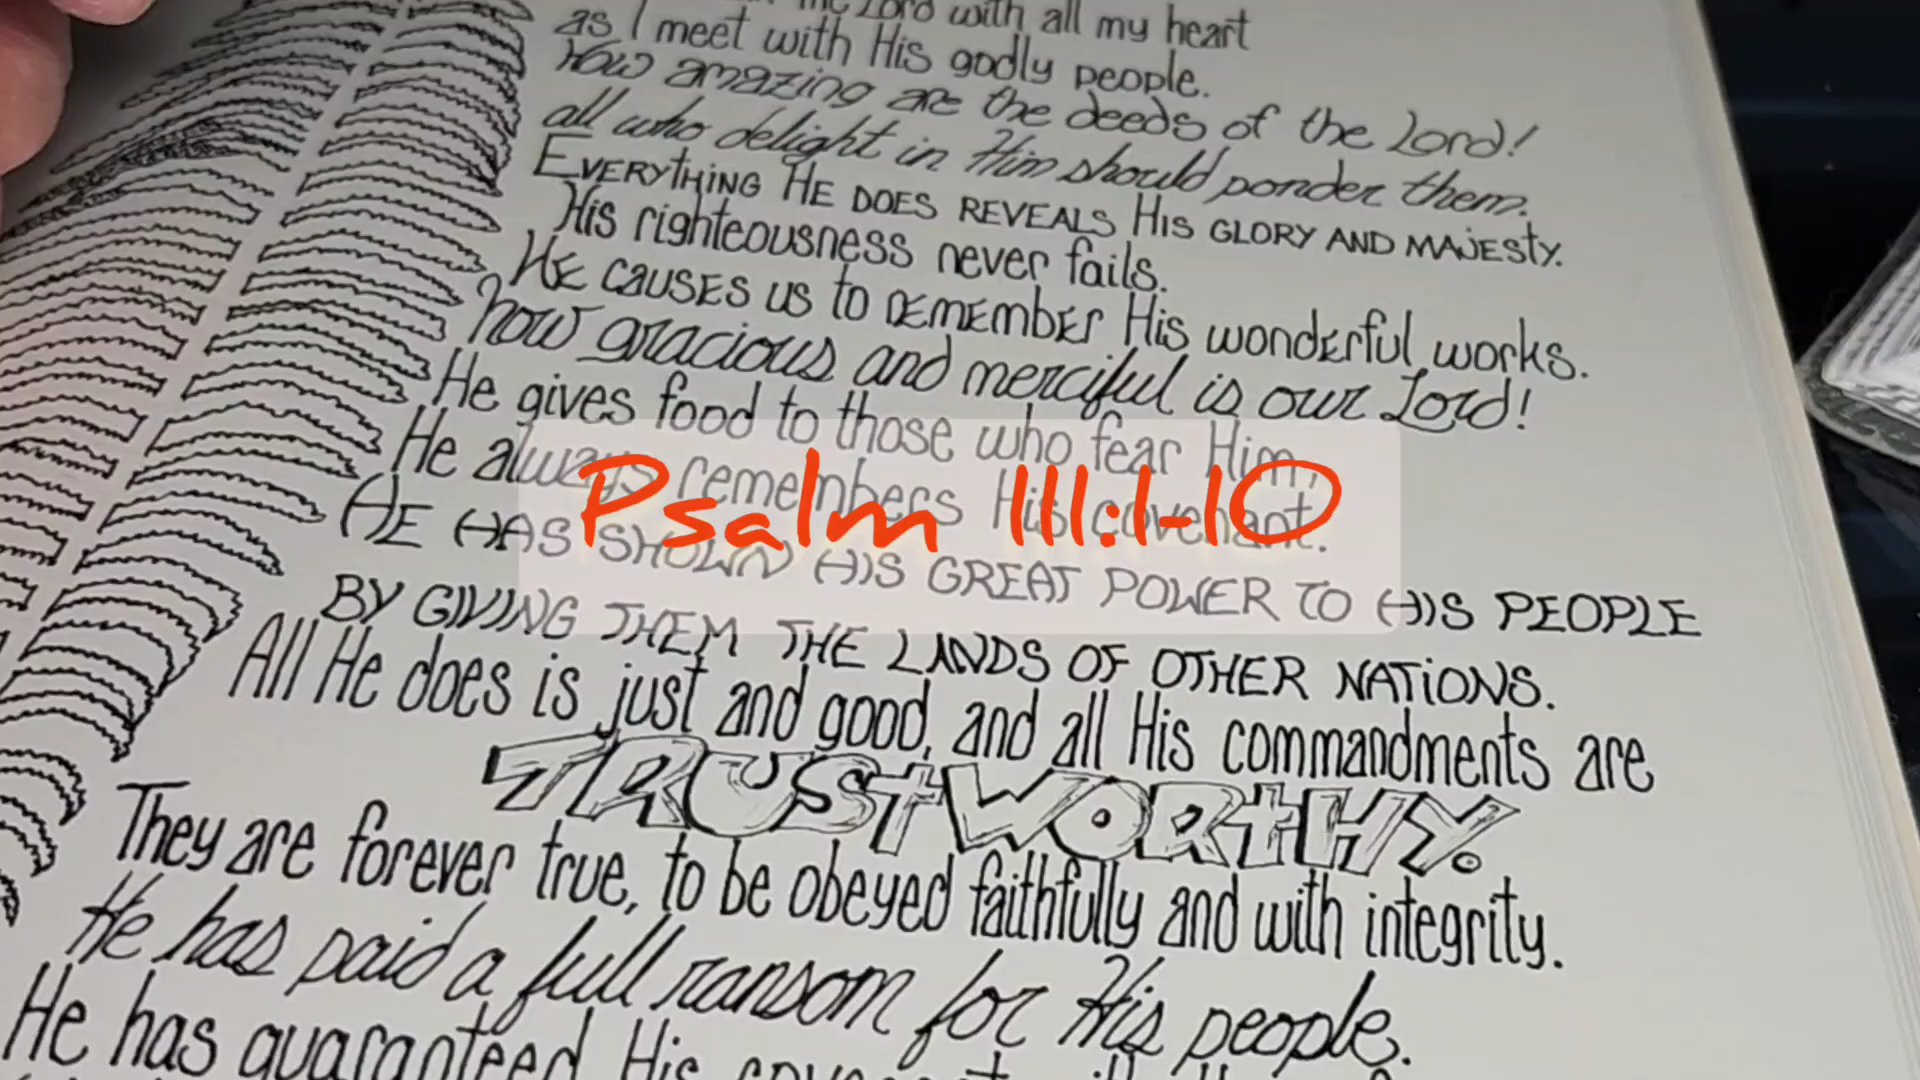 the Lord with all my heart
as I meet with His godly people.
How amazing are the deeds of the Lord!
all who delight in Him should ponder them.
EVERYTHING HE DOES REVEALS HIS GLORY AND MAJESTY.
His righteousness never fails.
HE CAUSES US to REMEMBER His wonderful works.
how gracious and merciful is our Lord!
He gives food to those who fear Him,
He always remembers His covenant.
Psalm 111:1-10
HE HAS SHOWN HIS GREAT POWER TO HIS PEOPLE
BY GIVING THEM THE LANDS OF OTHER NATIONS.
All He does is just and good, and all His commandments are
TRUSTWORTHY.
They are forever true, to be obeyed faithfully and with integrity.
He has paid a full ransom for His people.
He has guaranteed His